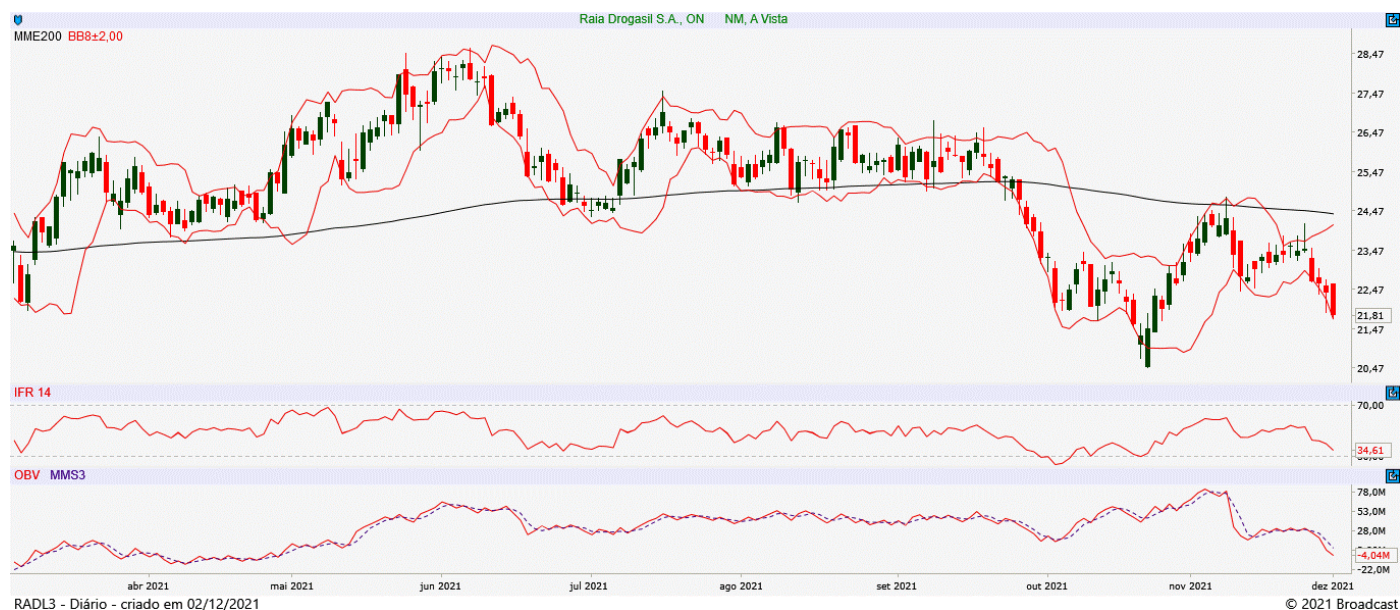 Raia Drogasil S.A., ON NM, A Vista
MME200 BB8±2,00
28,47
27,47
26,47
25,47
24,47
23,47
22,47
21,81
21,47
20,47
IFR 14
70,00
34,61
OBV MMS3
78,0M
53,0M
28,0M
-4,04M
-22,0M
abr 2021 mai 2021 jun 2021 jul 2021 ago 2021 set 2021 out 2021 nov 2021 dez 2021
RADL3 - Diário - criado em 02/12/2021 © 2021 Broadcast